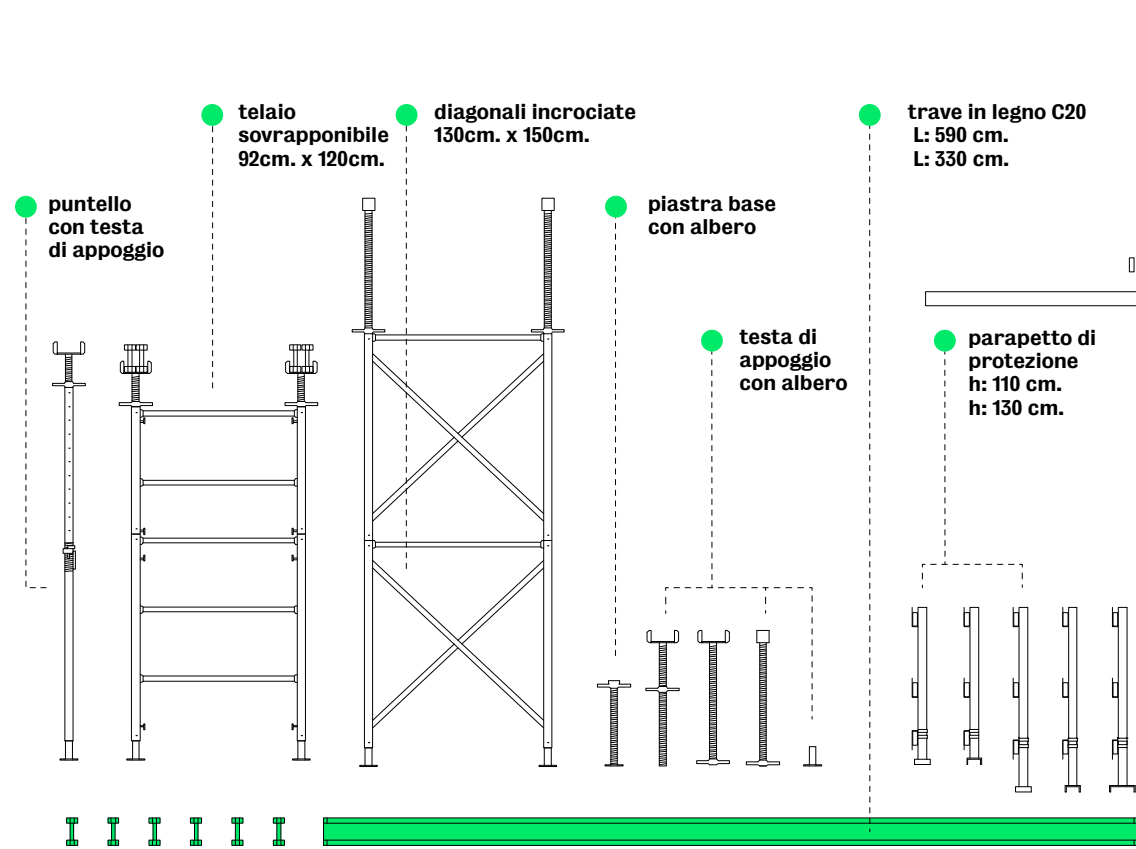 telaio
sovrapponibile
92cm. x 120cm.
diagonali incrociate
130cm. x 150cm.
trave in legno C20
L: 590 cm.
L: 330 cm.
puntello
con testa
di appoggio
piastra base
con albero
testa di
appoggio
con albero
parapetto di
protezione
h: 110 cm.
h: 130 cm.